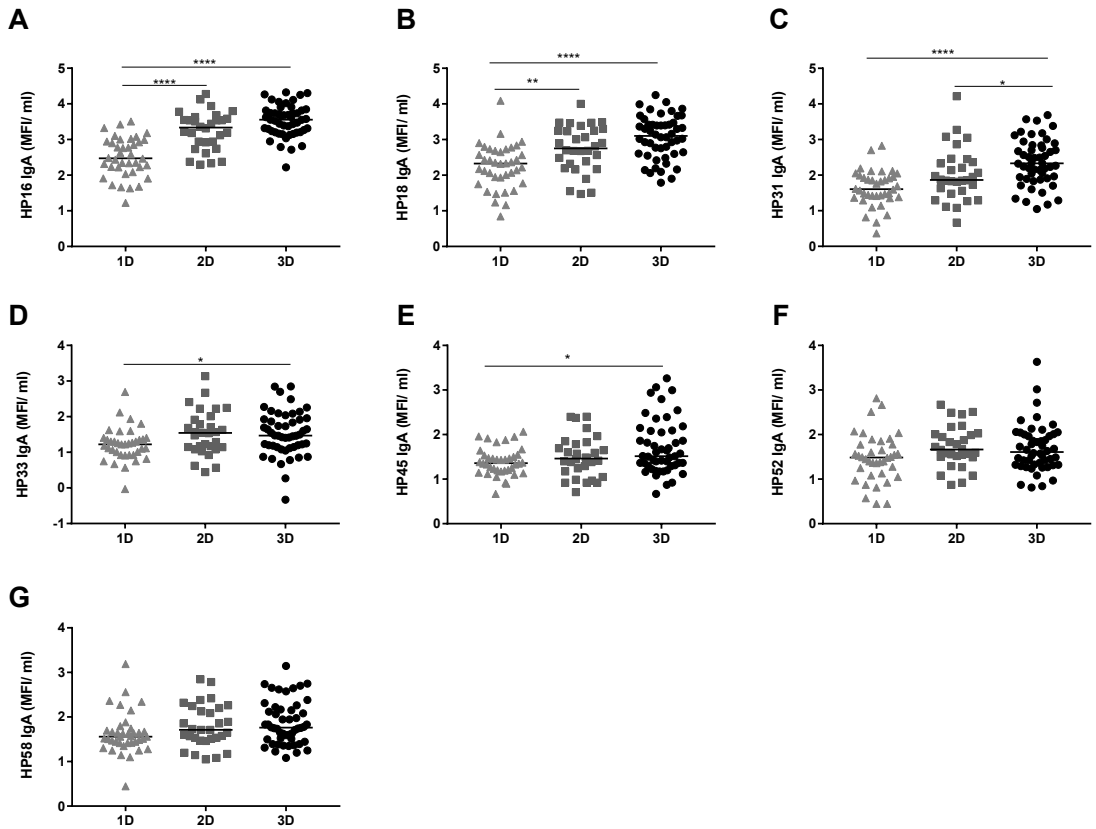 A
HP16 IgA (MFI/ ml)
5
4
3
2
1
0
****
****
1D 2D 3D
B
HP18 IgA (MFI/ ml)
5
4
3
2
1
0
****
**
1D 2D 3D
C
HP31 IgA (MFI/ ml)
5
4
3
2
1
0
****
*
1D 2D 3D
D
HP33 IgA (MFI/ ml)
4
3
2
1
0
-1
*
1D 2D 3D
E
HP45 IgA (MFI/ ml)
4
3
2
1
0
*
1D 2D 3D
F
HP52 IgA (MFI/ ml)
4
3
2
1
0
1D 2D 3D
G
HP58 IgA (MFI/ ml)
4
3
2
1
0
1D 2D 3D